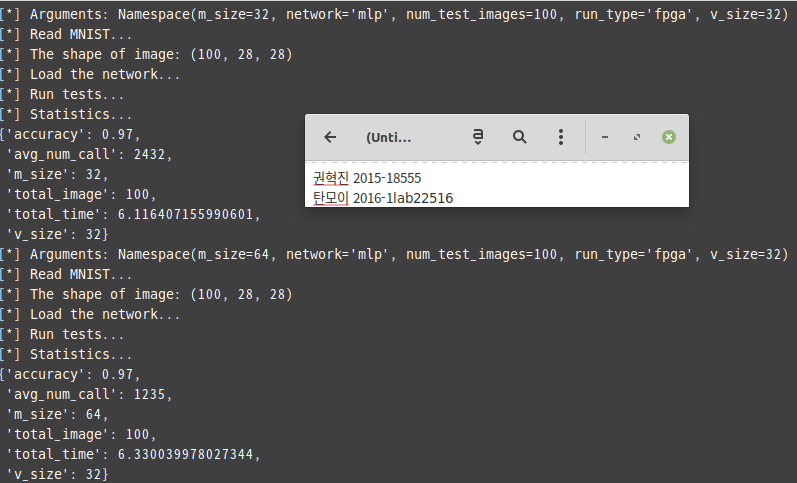 [*] Arguments: Namespace(m_size=32, network='mlp', num_test_images=100, run_type='fpga', v_size=32)
[*] Read MNIST...
[*] The shape of image: (100, 28, 28)
[*] Load the network...
[*] Run tests...
[*] Statistics...
{'accuracy': 0.97,
 'avg_num_call': 2432,
 'm_size': 32,
 'total_image': 100,
 'total_time': 6.116407155990601,
 'v_size': 32}
(Unti...
권혁진 2015-18555
탄모이 2016-1lab22516
[*] Arguments: Namespace(m_size=64, network='mlp', num_test_images=100, run_type='fpga', v_size=32)
[*] Read MNIST...
[*] The shape of image: (100, 28, 28)
[*] Load the network...
[*] Run tests...
[*] Statistics...
{'accuracy': 0.97,
 'avg_num_call': 1235,
 'm_size': 64,
 'total_image': 100,
 'total_time': 6.330039978027344,
 'v_size': 32}